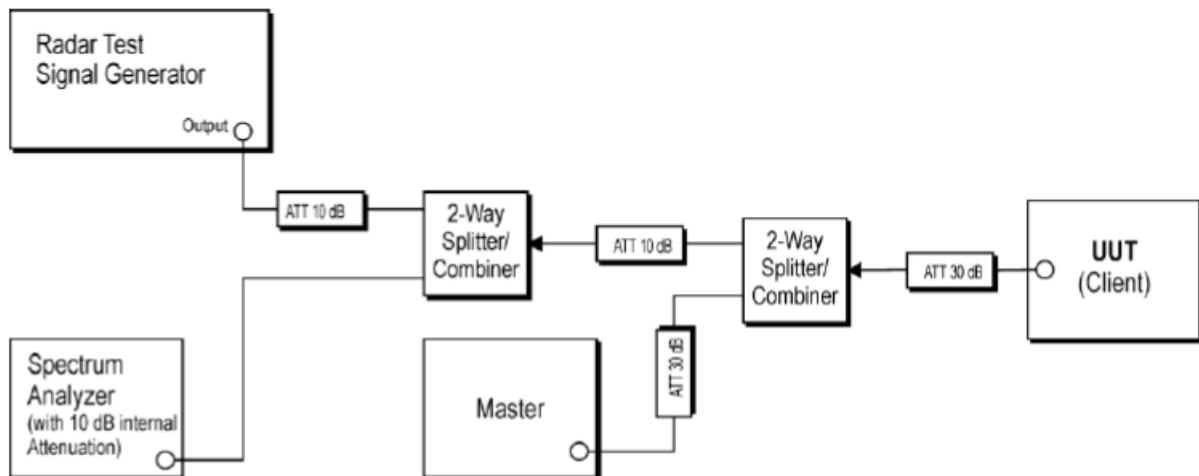 Radar Test
Signal Generator
Output
ATT 10 dB
2-Way
Splitter/
Combiner
ATT 10 dB
2-Way
Splitter/
Combiner
ATT 30 dB
UUT
(Client)
Spectrum
Analyzer
(with 10 dB internal
Attenuation)
Master
ATT 30 dB